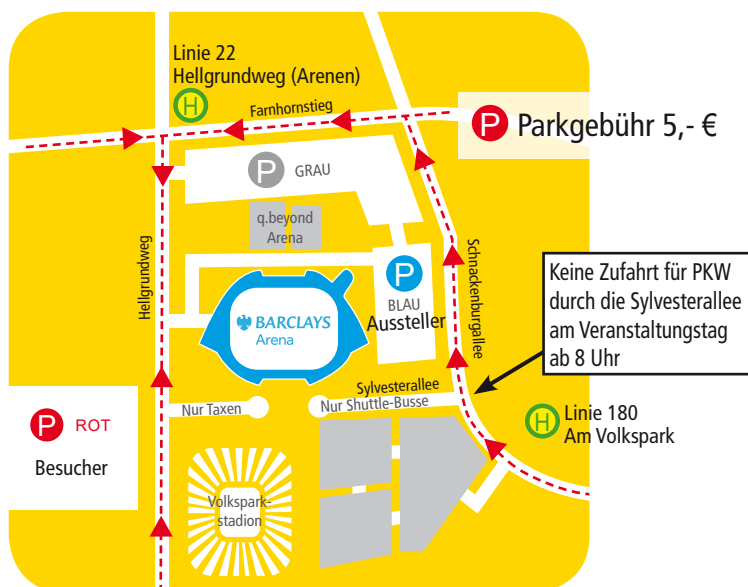 Linie 22
Hellgrundweg (Arenen)
H
Farnhornstieg
P Parkgebühr 5,- €
P GRAU
q.beyond
Arena
Hellgrundweg
Schnackenburgallee
P
BLAU
Aussteller
BARCLAYS
Arena
Keine Zufahrt für PKW
durch die Sylvesterallee
am Veranstaltungstag
ab 8 Uhr
Sylvesterallee
Nur Taxen
Nur Shuttle-Busse
P ROT
Besucher
H Linie 180
Am Volkspark
Volkspark-
stadion